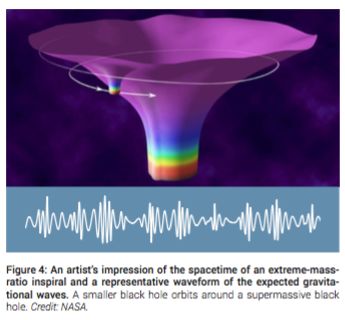 Figure 4: An artist's impression of the spacetime of an extreme-mass-
ratio inspiral and a representative waveform of the expected gravita-
tional waves. A smaller black hole orbits around a supermassive black
hole. Credit: NASA.